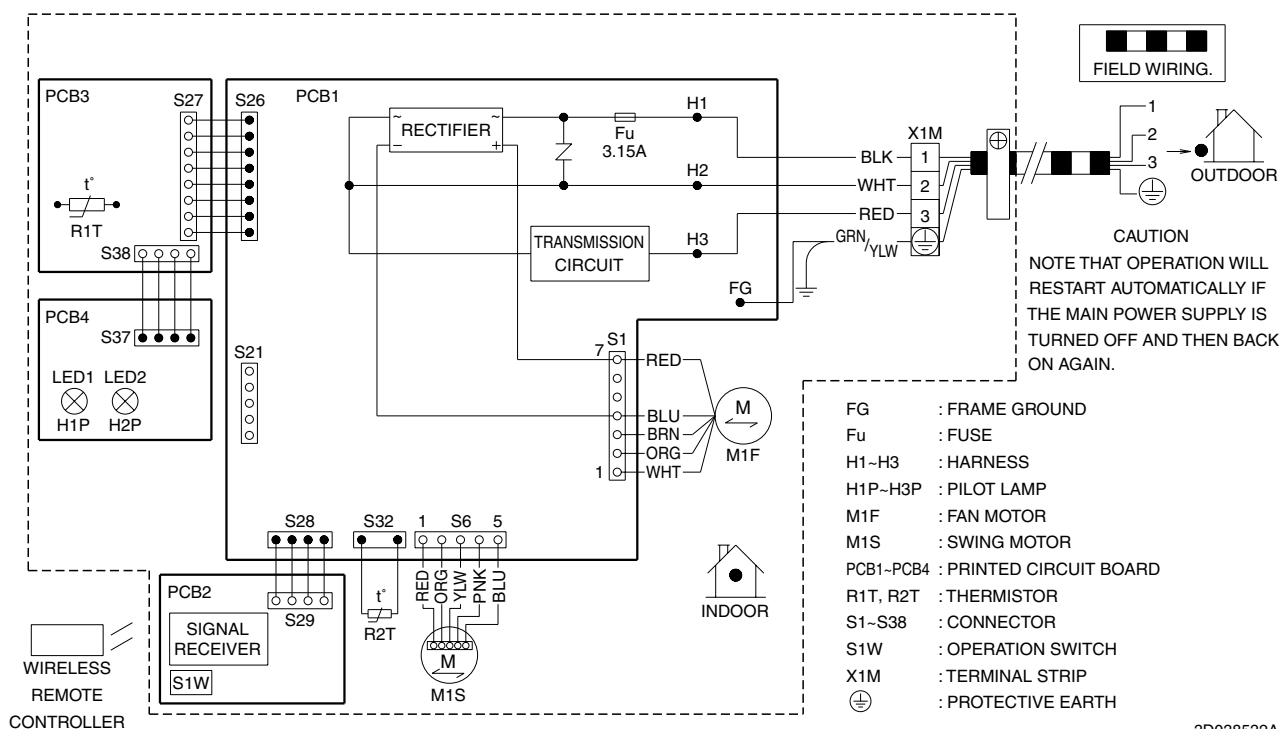 PCB3
S27
S26
PCB1
RECTIFIER
~
~
−
+
Fu
3.15A
H1
H2
H3
TRANSMISSION
CIRCUIT
FG
t°
R1T
S38
PCB4
S37
LED1 LED2
H1P H2P
S21
S1
7
1
RED
BLU
BRN
ORG
WHT
M
M1F
X1M
BLK
WHT
RED
GRN/YLW
1
2
3
FIELD WIRING.
1
2
3
OUTDOOR
CAUTION
NOTE THAT OPERATION WILL
RESTART AUTOMATICALLY IF
THE MAIN POWER SUPPLY IS
TURNED OFF AND THEN BACK
ON AGAIN.
S28
S32
1 S6 5
RED
ORG
YLW
PNK
BLU
PCB2
S29
SIGNAL
RECEIVER
S1W
t°
R2T
M
M1S
INDOOR
WIRELESS
REMOTE
CONTROLLER
FG : FRAME GROUND
Fu : FUSE
H1~H3 : HARNESS
H1P~H3P : PILOT LAMP
M1F : FAN MOTOR
M1S : SWING MOTOR
PCB1~PCB4 : PRINTED CIRCUIT BOARD
R1T, R2T : THERMISTOR
S1~S38 : CONNECTOR
S1W : OPERATION SWITCH
X1M : TERMINAL STRIP
: PROTECTIVE EARTH